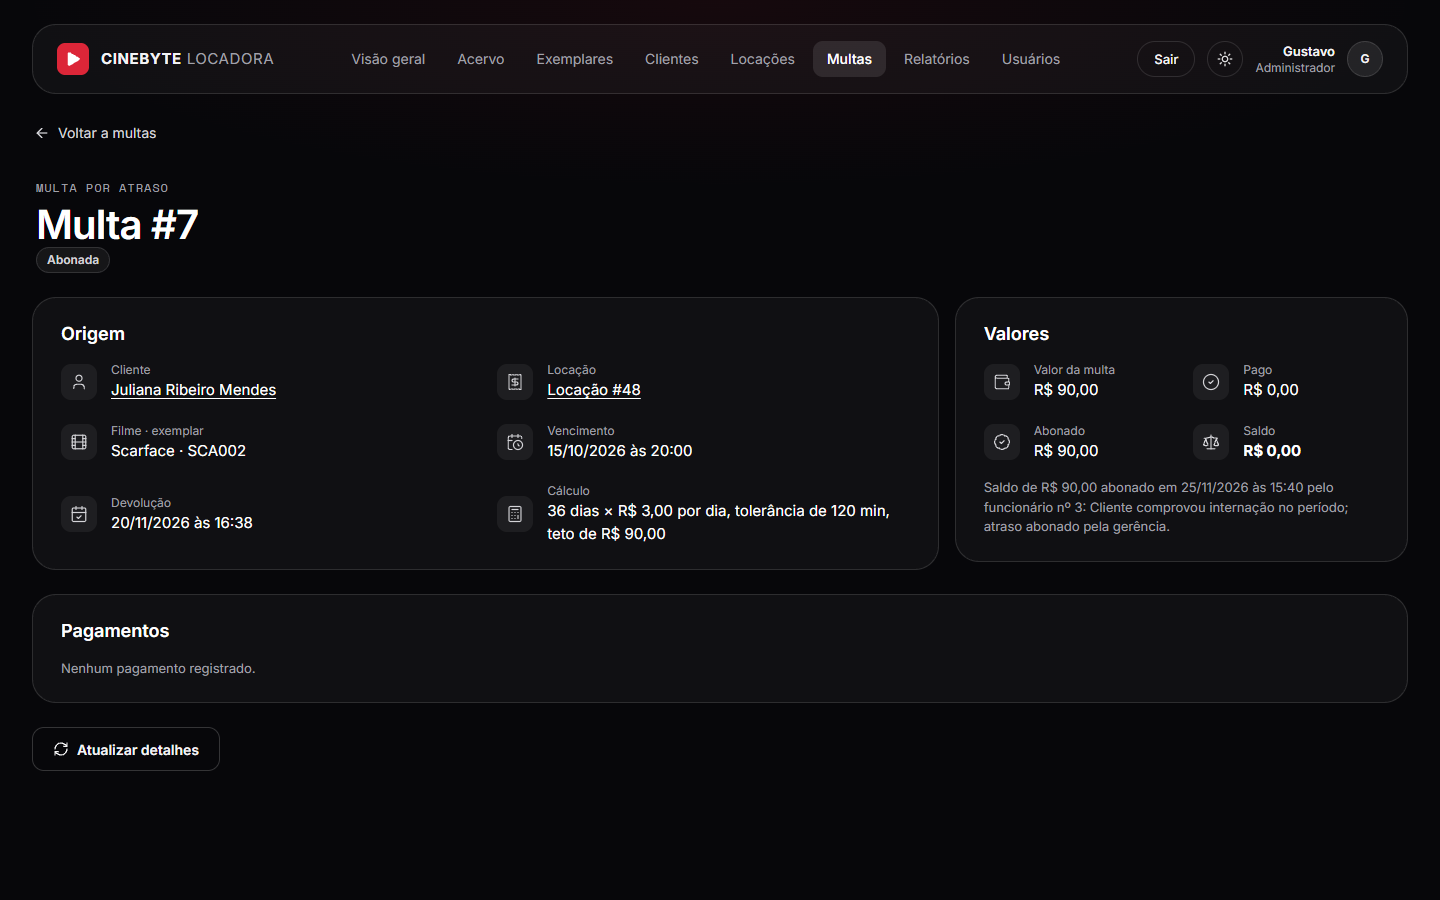 CINEBYTE LOCADORA
Visão geral
Acervo
Exemplares
Clientes
Locações
Multas
Relatórios
Usuários
Sair
Gustavo
Administrador
G
Voltar a multas
MULTA POR ATRASO
Multa #7
Abonada
Origem
Cliente
Juliana Ribeiro Mendes
Locação
Locação #48
Filme · exemplar
Scarface · SCA002
Vencimento
15/10/2026 às 20:00
Devolução
20/11/2026 às 16:38
Cálculo
36 dias × R$ 3,00 por dia, tolerância de 120 min,
teto de R$ 90,00
Valores
Valor da multa
R$ 90,00
Pago
R$ 0,00
Abonado
R$ 90,00
Saldo
R$ 0,00
Saldo de R$ 90,00 abonado em 25/11/2026 às 15:40 pelo
funcionário nº 3: Cliente comprovou internação no período;
atraso abonado pela gerência.
Pagamentos
Nenhum pagamento registrado.
Atualizar detalhes